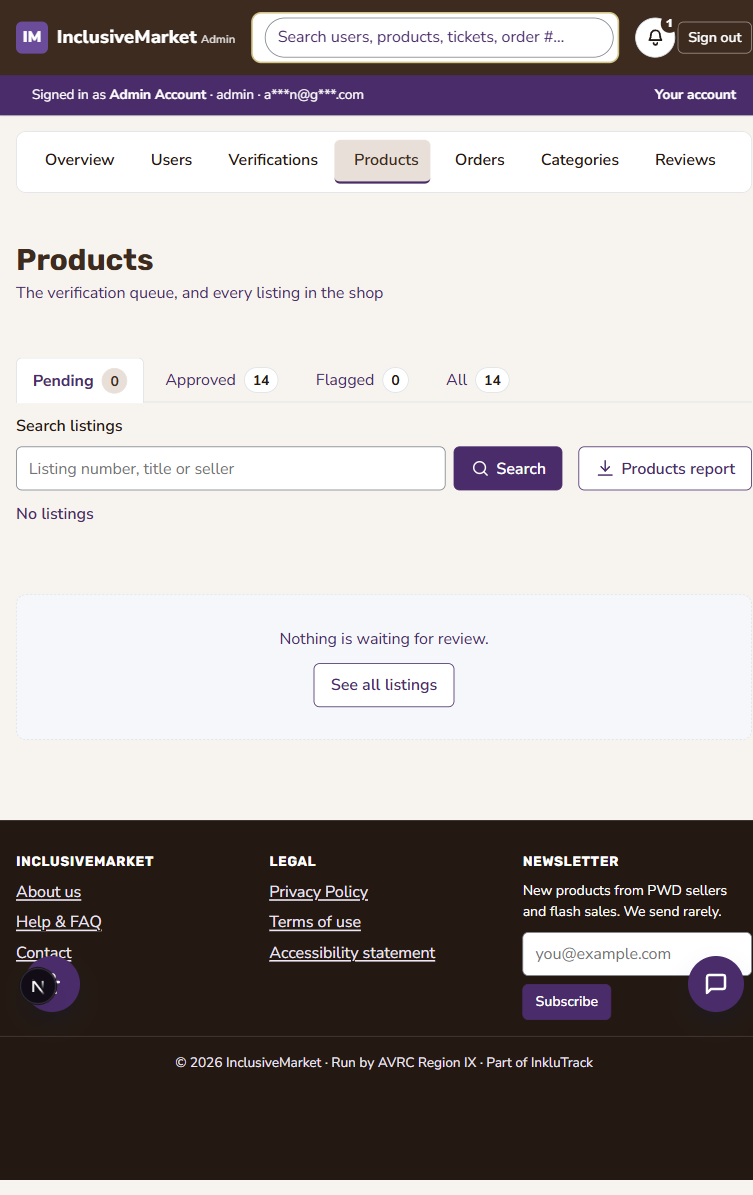 IM InclusiveMarket Admin Search users, products, tickets, order #... 1 Sign out
Signed in as Admin Account · admin · a***n@g***.com Your account
Overview Users Verifications Products Orders Categories Reviews
Products
The verification queue, and every listing in the shop
Pending 0 Approved 14 Flagged 0 All 14
Search listings
Listing number, title or seller Search Products report
No listings
Nothing is waiting for review.
See all listings
INCLUSIVEMARKET
About us
Help & FAQ
Contact
N
LEGAL
Privacy Policy
Terms of use
Accessibility statement
NEWSLETTER
New products from PWD sellers
and flash sales. We send rarely.
you@example.com
Subscribe
© 2026 InclusiveMarket · Run by AVRC Region IX · Part of InkluTrack